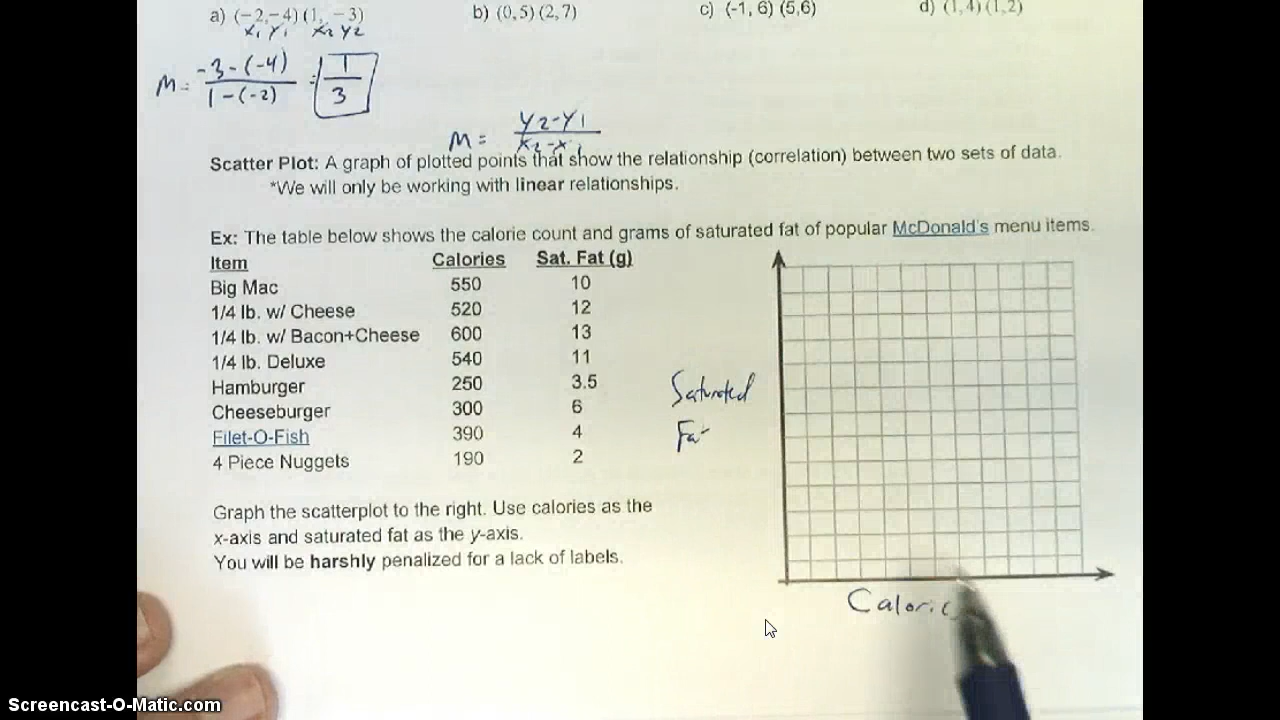 a) (-2,-4) (1, -3) b) (0,5) (2,7) c) (-1, 6) (5,6) d) (1,4) (1,2)
x1 y1 x2 y2
M = -3-(-4) / 1-(-2) = 1/3
M = y2-y1 / x2-x1
Scatter Plot: A graph of plotted points that show the relationship (correlation) between two sets of data.
*We will only be working with linear relationships.
Ex: The table below shows the calorie count and grams of saturated fat of popular McDonald's menu items.
Item Calories Sat. Fat (g)
Big Mac 550 10
1/4 lb. w/ Cheese 520 12
1/4 lb. w/ Bacon+Cheese 600 13
1/4 lb. Deluxe 540 11
Hamburger 250 3.5
Cheeseburger 300 6
Filet-O-Fish 390 4
4 Piece Nuggets 190 2
Saturated
Fat
Graph the scatterplot to the right. Use calories as the
x-axis and saturated fat as the y-axis.
You will be harshly penalized for a lack of labels.
Caloric
Screencast-O-Matic.com